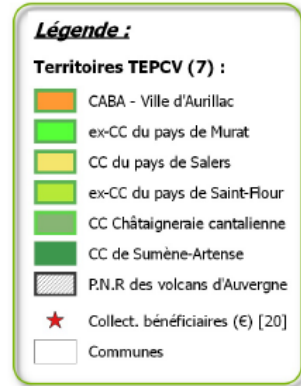 Légende :
Territoires TEPCV (7) :
CABA - Ville d'Aurillac
ex-CC du pays de Murat
CC du pays de Salers
ex-CC du pays de Saint-Flour
CC Châtaigneraie cantalienne
CC de Sumène-Artense
P.N.R des volcans d'Auvergne
Collect. bénéficiaires (€) [20]
Communes